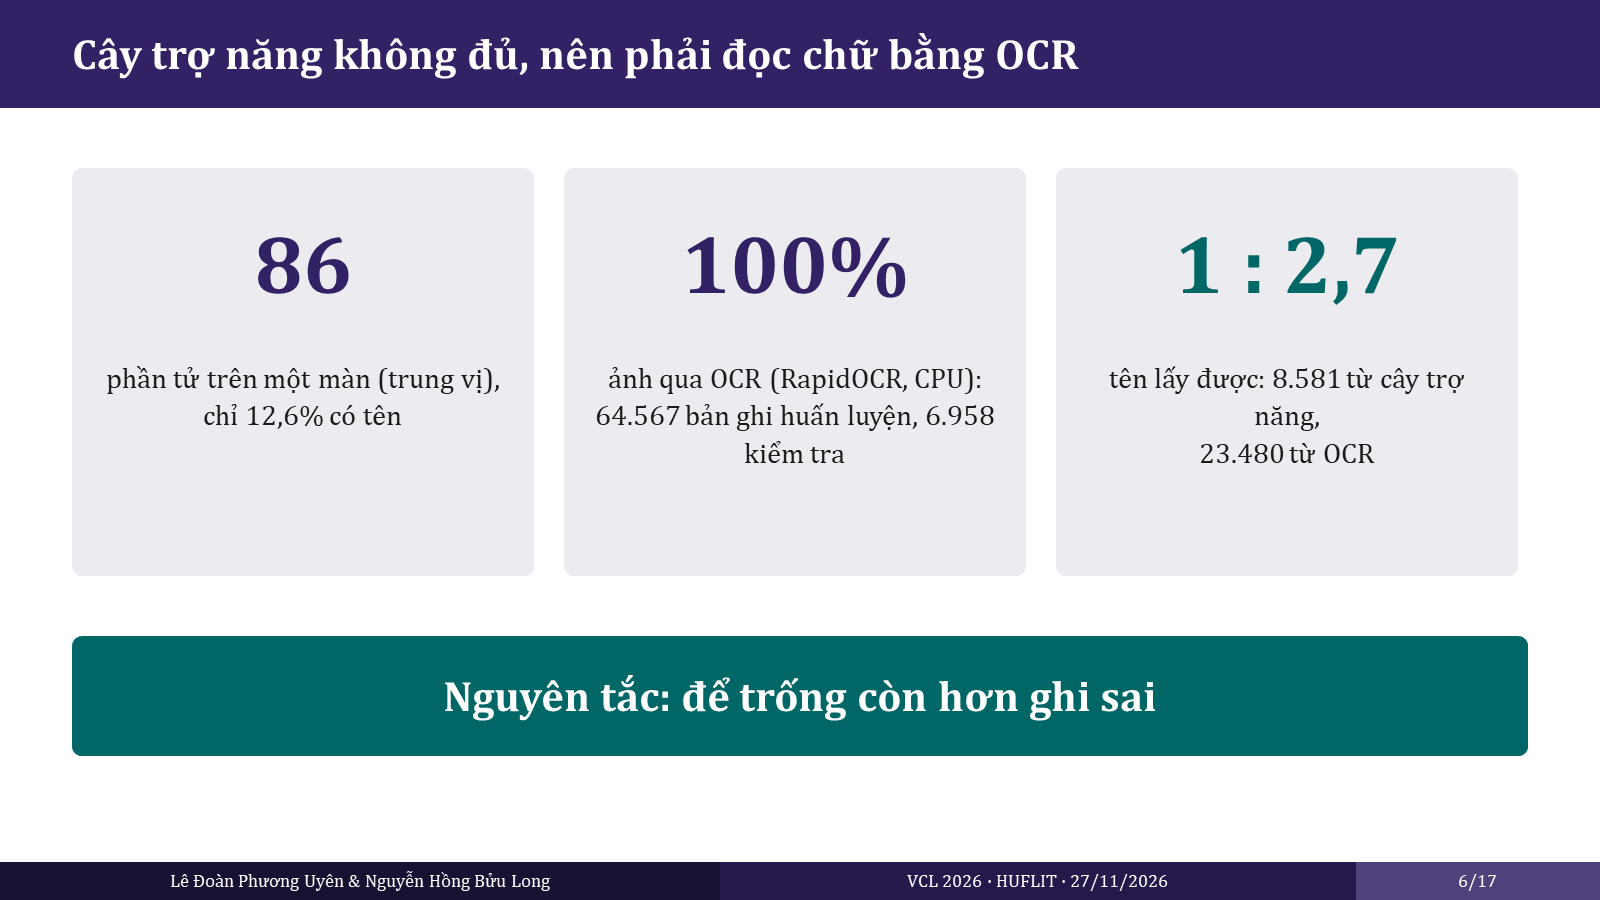 Cây trợ năng không đủ, nên phải đọc chữ bằng OCR
86
phần tử trên một màn (trung vị),
chỉ 12,6% có tên
100%
ảnh qua OCR (RapidOCR, CPU):
64.567 bản ghi huấn luyện, 6.958
kiểm tra
1 : 2,7
tên lấy được: 8.581 từ cây trợ
năng,
23.480 từ OCR
Nguyên tắc: để trống còn hơn ghi sai
Lê Đoàn Phương Uyên & Nguyễn Hồng Bửu Long
VCL 2026 · HUFLIT · 27/11/2026
6/17